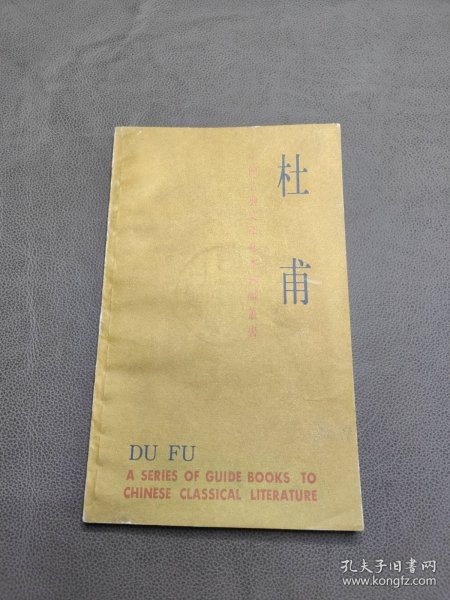 杜甫
DU FU
A SERIES OF GUIDE BOOKS TO
CHINESE CLASSICAL LITERATURE
孔夫子旧书网
www.kongfz.com